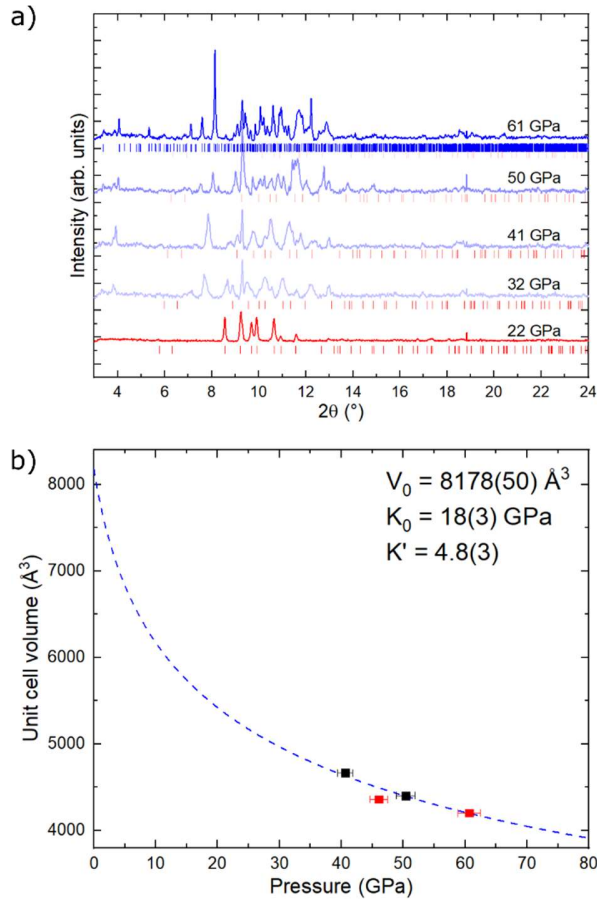 a)
Intensity (arb. units)
61 GPa
50 GPa
41 GPa
32 GPa
22 GPa
4 6 8 10 12 14 16 18 20 22 24
2θ (°)
b)
V₀ = 8178(50) Å³
K₀ = 18(3) GPa
K' = 4.8(3)
Unit cell volume (Å³)
8000
7000
6000
5000
4000
0 10 20 30 40 50 60 70 80
Pressure (GPa)